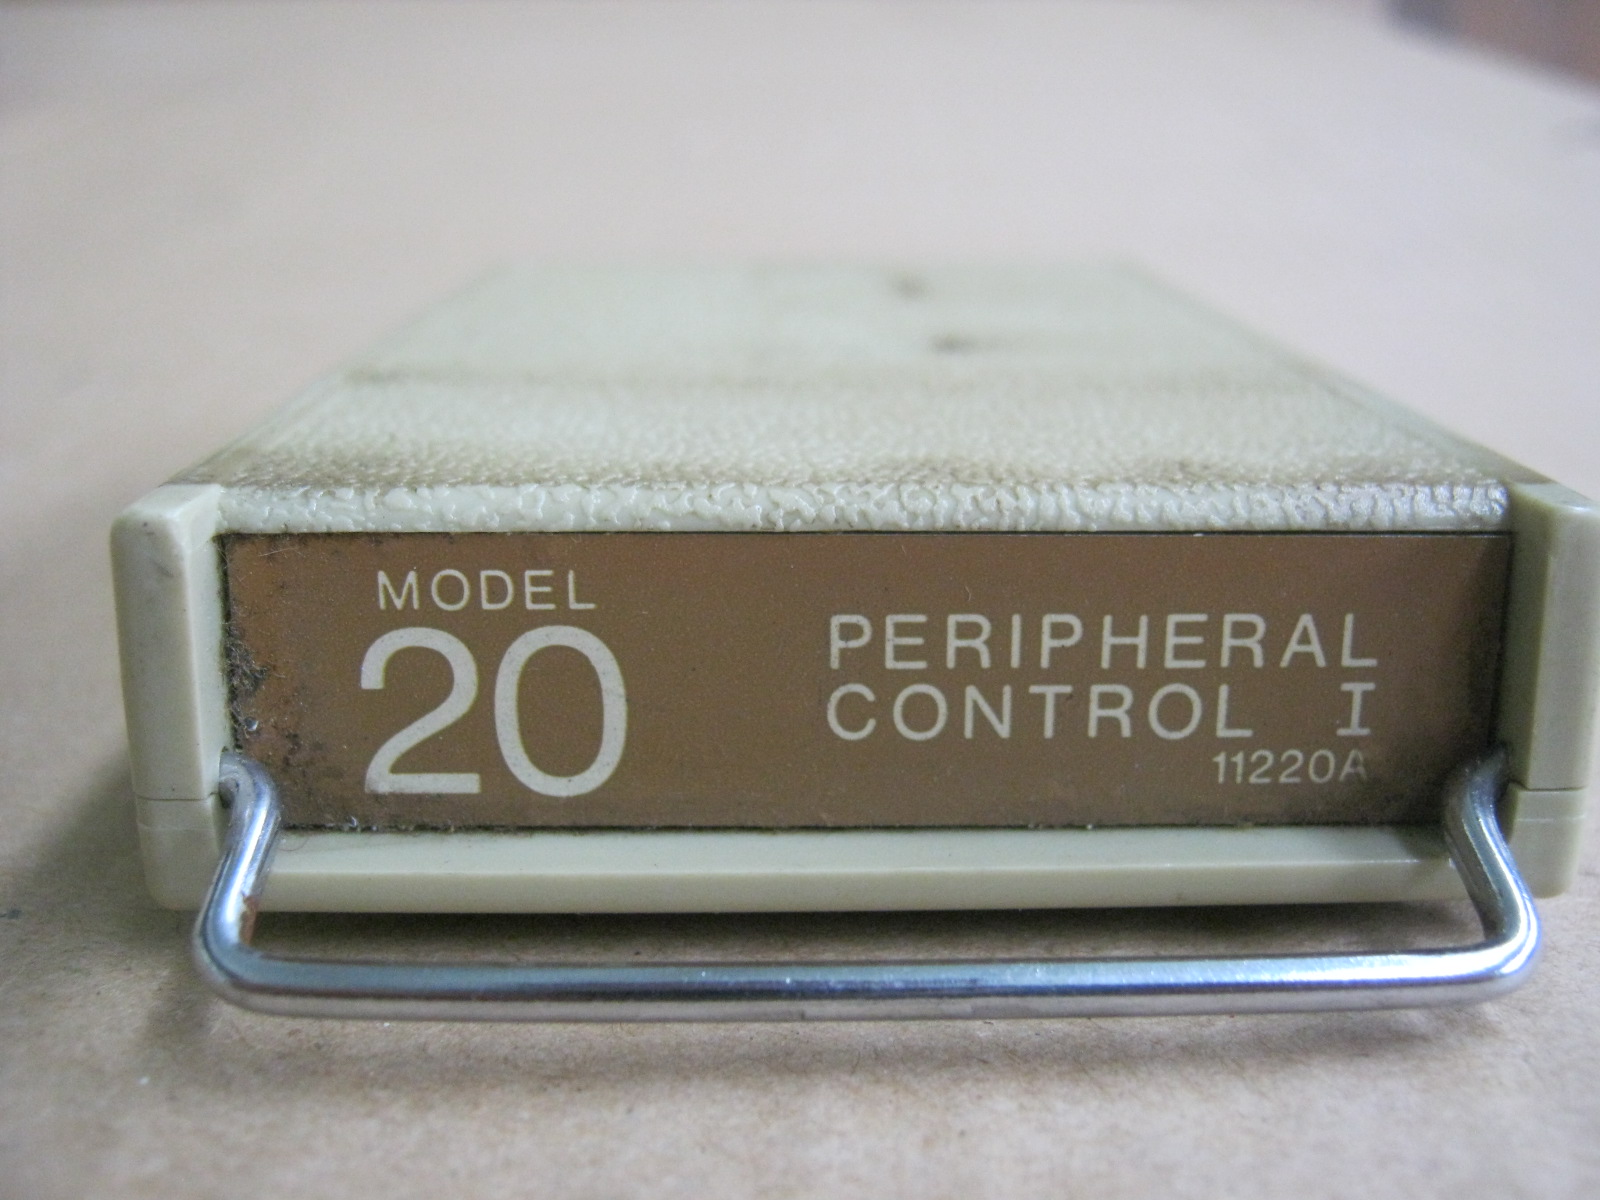 MODEL
20
PERIPHERAL
CONTROL I
11220A